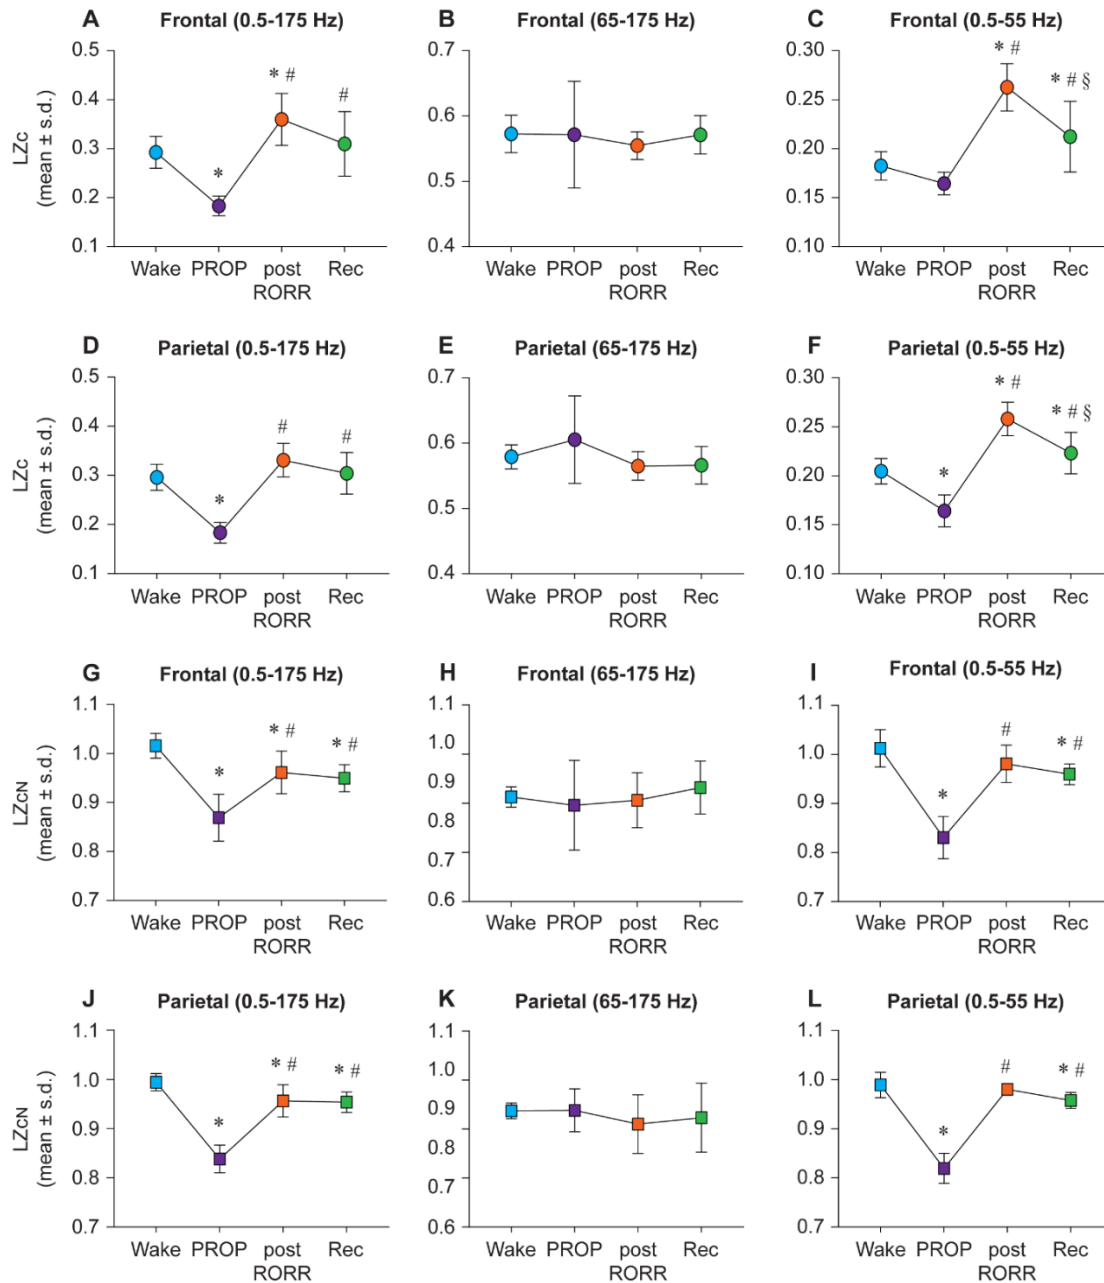 A Frontal (0.5-175 Hz)
LZc
(mean ± s.d.)
0.5
0.4
0.3
0.2
0.1
* 
* #
#
Wake PROP post RORR Rec
B Frontal (65-175 Hz)
0.7
0.6
0.5
0.4
Wake PROP post RORR Rec
C Frontal (0.5-55 Hz)
0.30
0.25
0.20
0.15
0.10
* #
* # §
Wake PROP post RORR Rec
D Parietal (0.5-175 Hz)
LZc
(mean ± s.d.)
0.5
0.4
0.3
0.2
0.1
*
#
#
Wake PROP post RORR Rec
E Parietal (65-175 Hz)
0.7
0.6
0.5
0.4
Wake PROP post RORR Rec
F Parietal (0.5-55 Hz)
0.30
0.25
0.20
0.15
0.10
*
* #
* # §
Wake PROP post RORR Rec
G Frontal (0.5-175 Hz)
LZcN
(mean ± s.d.)
1.1
1.0
0.9
0.8
0.7
*
* #
* #
Wake PROP post RORR Rec
H Frontal (65-175 Hz)
1.1
1.0
0.9
0.8
0.7
0.6
Wake PROP post RORR Rec
I Frontal (0.5-55 Hz)
1.1
1.0
0.9
0.8
0.7
*
#
* #
Wake PROP post RORR Rec
J Parietal (0.5-175 Hz)
LZcN
(mean ± s.d.)
1.1
1.0
0.9
0.8
0.7
*
* #
* #
Wake PROP post RORR Rec
K Parietal (65-175 Hz)
1.1
1.0
0.9
0.8
0.7
0.6
Wake PROP post RORR Rec
L Parietal (0.5-55 Hz)
1.1
1.0
0.9
0.8
0.7
*
#
* #
Wake PROP post RORR Rec